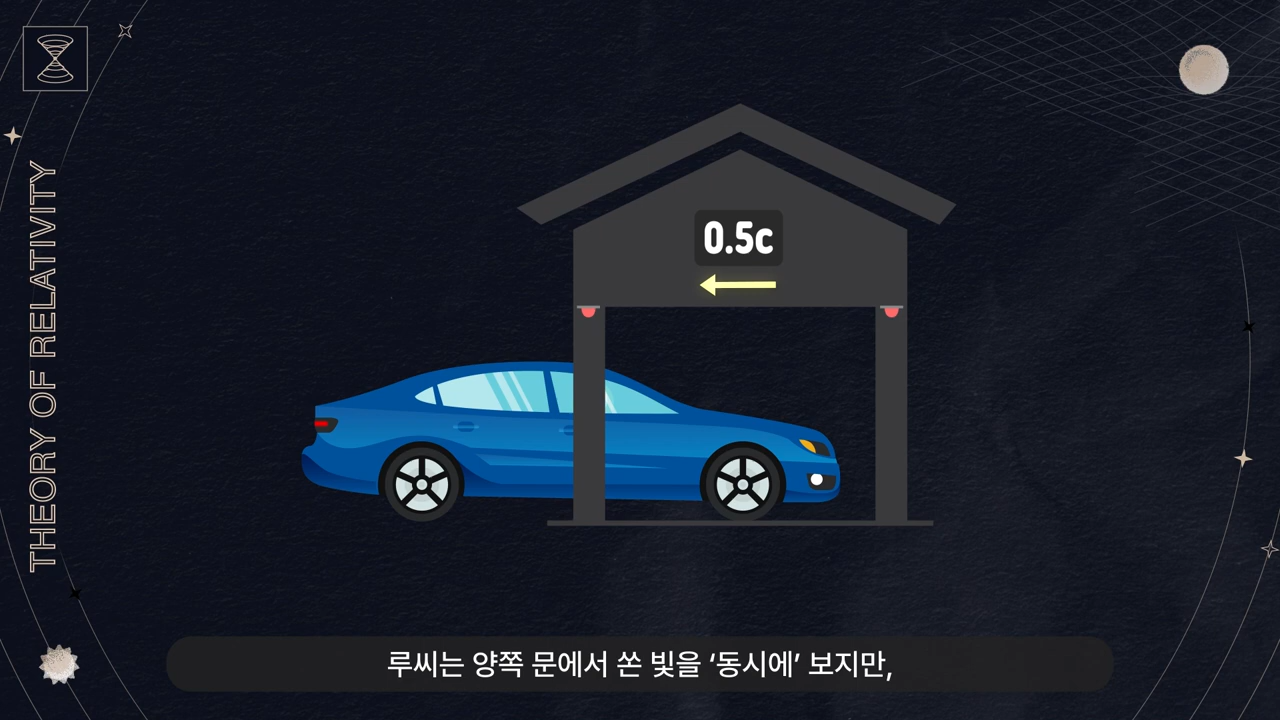 THEORY OF RELATIVITY
0.5c
루씨는 양쪽 문에서 쏜 빛을 ‘동시에’ 보지만,